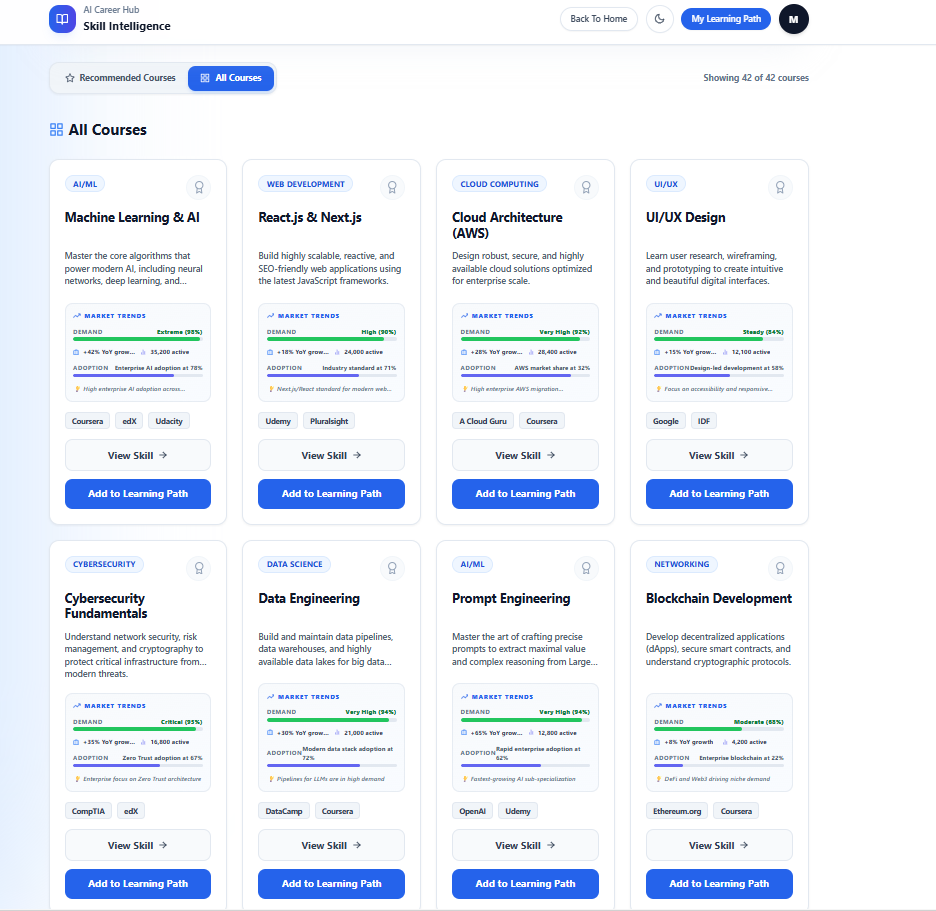 AI Career Hub
Skill Intelligence
Back To Home
My Learning Path
M
Recommended Courses
All Courses
Showing 42 of 42 courses
All Courses
AI/ML
Machine Learning & AI
Master the core algorithms that
power modern AI, including neural
networks, deep learning, and...
MARKET TRENDS
DEMAND Extreme (98%)
+42% YoY grow... 35,200 active
ADOPTION Enterprise AI adoption at 78%
High enterprise AI adoption across...
Coursera edX Udacity
View Skill →
Add to Learning Path
WEB DEVELOPMENT
React.js & Next.js
Build highly scalable, reactive, and
SEO-friendly web applications using
the latest JavaScript frameworks.
MARKET TRENDS
DEMAND High (90%)
+18% YoY grow... 24,000 active
ADOPTION Industry standard at 71%
Next.js/React standard for modern web...
Udemy Pluralsight
View Skill →
Add to Learning Path
CLOUD COMPUTING
Cloud Architecture
(AWS)
Design robust, secure, and highly
available cloud solutions optimized
for enterprise scale.
MARKET TRENDS
DEMAND Very High (92%)
+28% YoY grow... 28,400 active
ADOPTION AWS market share at 32%
High enterprise AWS migration...
A Cloud Guru Coursera
View Skill →
Add to Learning Path
UI/UX
UI/UX Design
Learn user research, wireframing,
and prototyping to create intuitive
and beautiful digital interfaces.
MARKET TRENDS
DEMAND Steady (84%)
+15% YoY grow... 12,100 active
ADOPTION Design-led development at 58%
Focus on accessibility and responsive...
Google IDF
View Skill →
Add to Learning Path
CYBERSECURITY
Cybersecurity
Fundamentals
Understand network security, risk
management, and cryptography to
protect critical infrastructure from...
modern threats.
MARKET TRENDS
DEMAND Critical (95%)
+35% YoY grow... 16,800 active
ADOPTION Zero Trust adoption at 67%
Enterprise focus on Zero Trust architecture
CompTIA edX
View Skill →
Add to Learning Path
DATA SCIENCE
Data Engineering
Build and maintain data pipelines,
data warehouses, and highly
available data lakes for big data...
MARKET TRENDS
DEMAND Very High (94%)
+30% YoY grow... 21,000 active
ADOPTION Modern data stack adoption at
72%
Pipelines for LLMs are in high demand
DataCamp Coursera
View Skill →
Add to Learning Path
AI/ML
Prompt Engineering
Master the art of crafting precise
prompts to extract maximal value
and complex reasoning from Large...
MARKET TRENDS
DEMAND Very High (94%)
+65% YoY grow... 12,800 active
ADOPTION Rapid enterprise adoption at
62%
Fastest-growing AI sub-specialization
OpenAI Udemy
View Skill →
Add to Learning Path
NETWORKING
Blockchain Development
Develop decentralized applications
(dApps), secure smart contracts, and
understand cryptographic protocols.
MARKET TRENDS
DEMAND Moderate (68%)
+8% YoY growth 4,200 active
ADOPTION Enterprise blockchain at 22%
DeFi and Web3 driving niche demand
Ethereum.org Coursera
View Skill →
Add to Learning Path